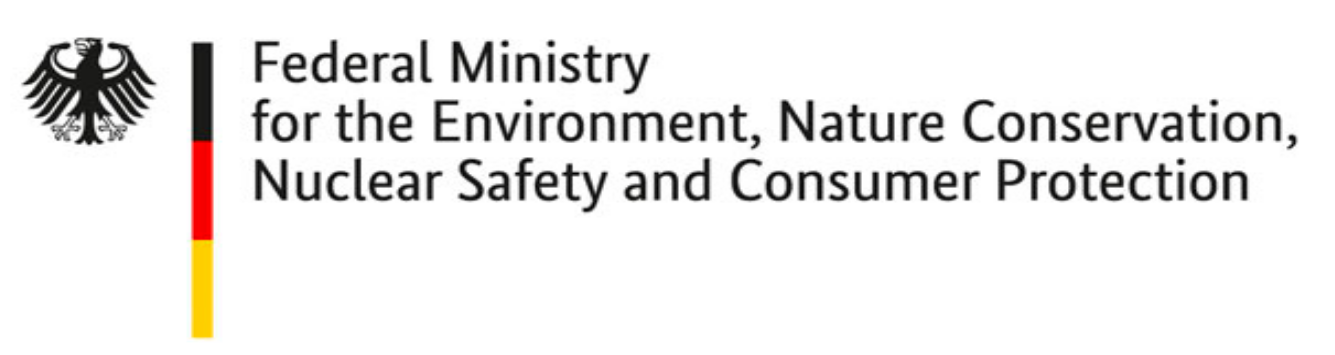 Federal Ministry
for the Environment, Nature Conservation,
Nuclear Safety and Consumer Protection